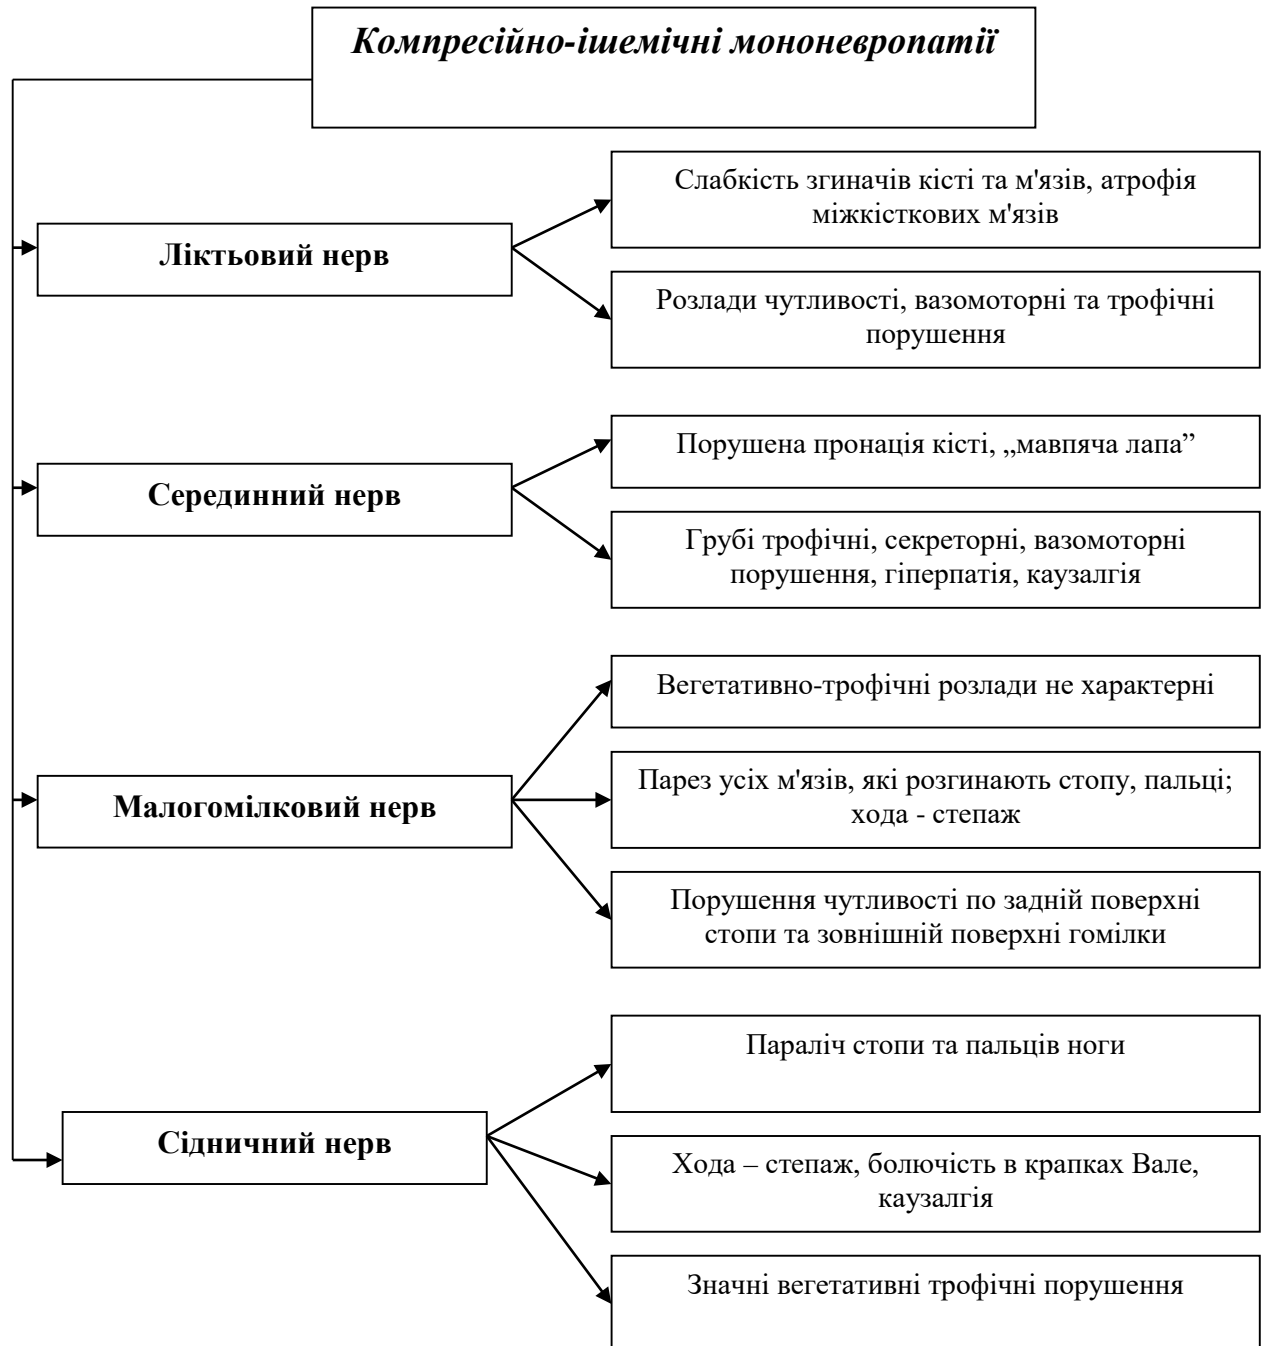 Компресійно-ішемічні мононевропатії
Ліктьовий нерв
Слабкість згиначів кісті та м'язів, атрофія
міжкісткових м'язів
Розлади чутливості, вазомоторні та трофічні
порушення
Серединний нерв
Порушена пронація кісті, „мавпяча лапа”
Грубі трофічні, секреторні, вазомоторні
порушення, гіперпатія, каузалгія
Малогомілковий нерв
Вегетативно-трофічні розлади не характерні
Парез усіх м'язів, які розгинають стопу, пальці;
хода - степаж
Порушення чутливості по задній поверхні
стопи та зовнішній поверхні гомілки
Сідничний нерв
Параліч стопи та пальців ноги
Хода – степаж, болючість в крапках Вале,
каузалгія
Значні вегетативні трофічні порушення